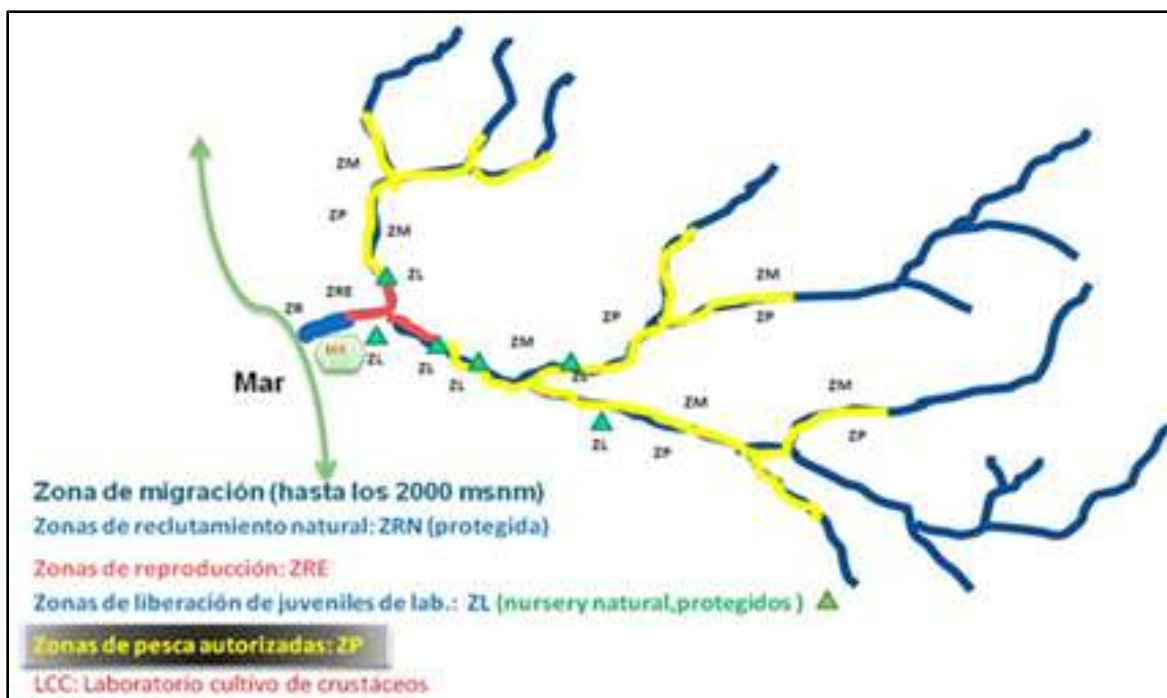 ZM
ZP
ZM
ZL
ZRE
ZR
ZL
Mar
ZL
ZL
ZM
ZL
ZP
ZM
ZP
ZL
ZM
ZP
ZM
ZP
Zona de migración (hasta los 2000 msnm)
Zonas de reclutamiento natural: ZRN (protegida)
Zonas de reproducción: ZRE
Zonas de liberación de juveniles de lab.: ZL (nursery natural,protegidos )
Zonas de pesca autorizadas: ZP
LCC: Laboratorio cultivo de crustáceos